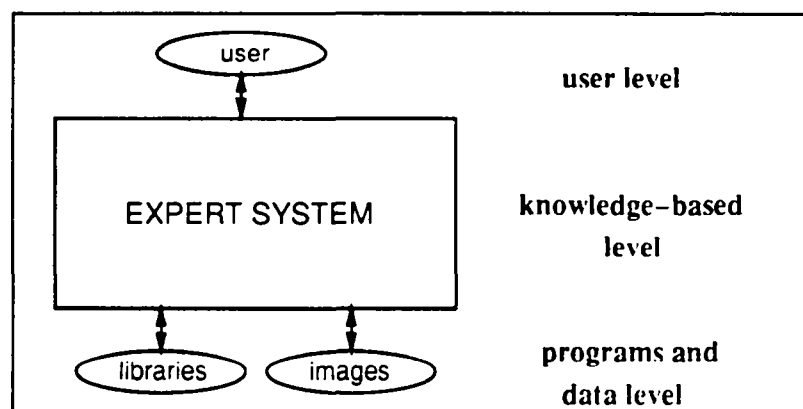 user
user level
EXPERT SYSTEM
knowledge-based
level
libraries
images
programs and
data level